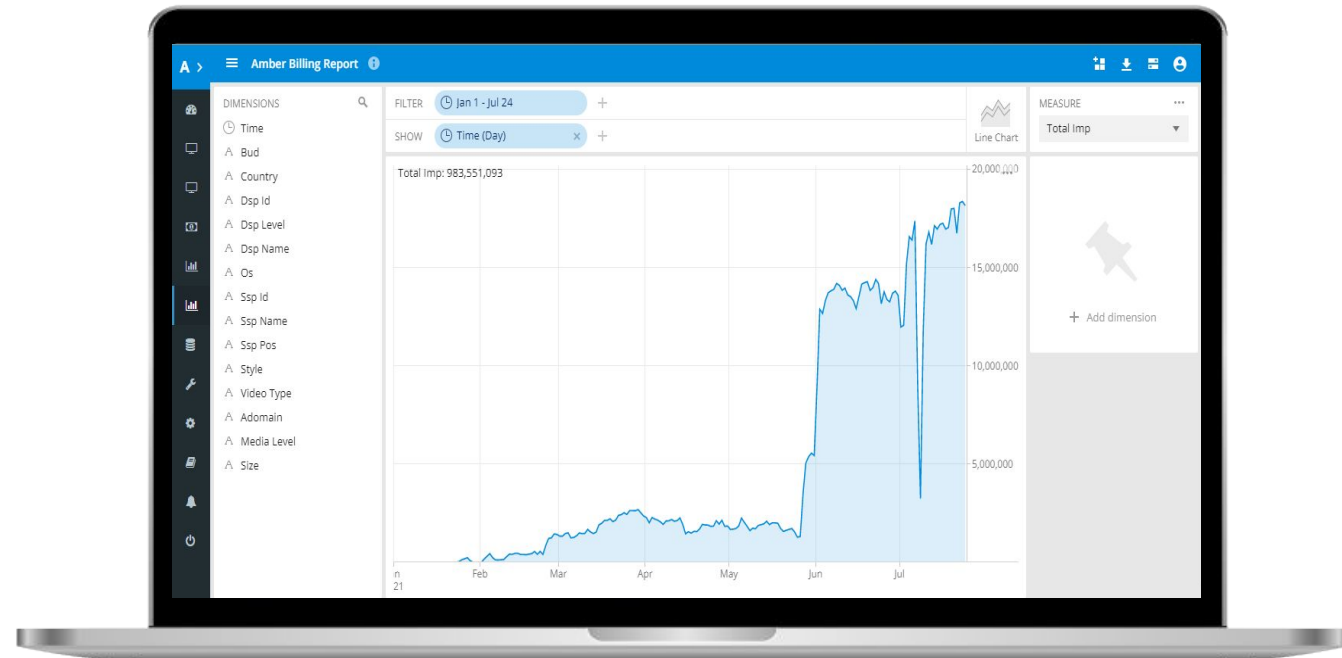 A >
Amber Billing Report
DIMENSIONS
Time
A Bud
A Country
A Dsp Id
A Dsp Level
A Dsp Name
A Os
A Ssp Id
A Ssp Name
A Ssp Pos
A Style
A Video Type
A Adomain
A Media Level
A Size
FILTER Jan 1 - Jul 24 +
SHOW Time (Day) x +
Line Chart
MEASURE ...
Total Imp
+ Add dimension
Total Imp: 983,551,093
20,000,000
15,000,000
10,000,000
5,000,000
n Feb Mar Apr May Jun Jul
21